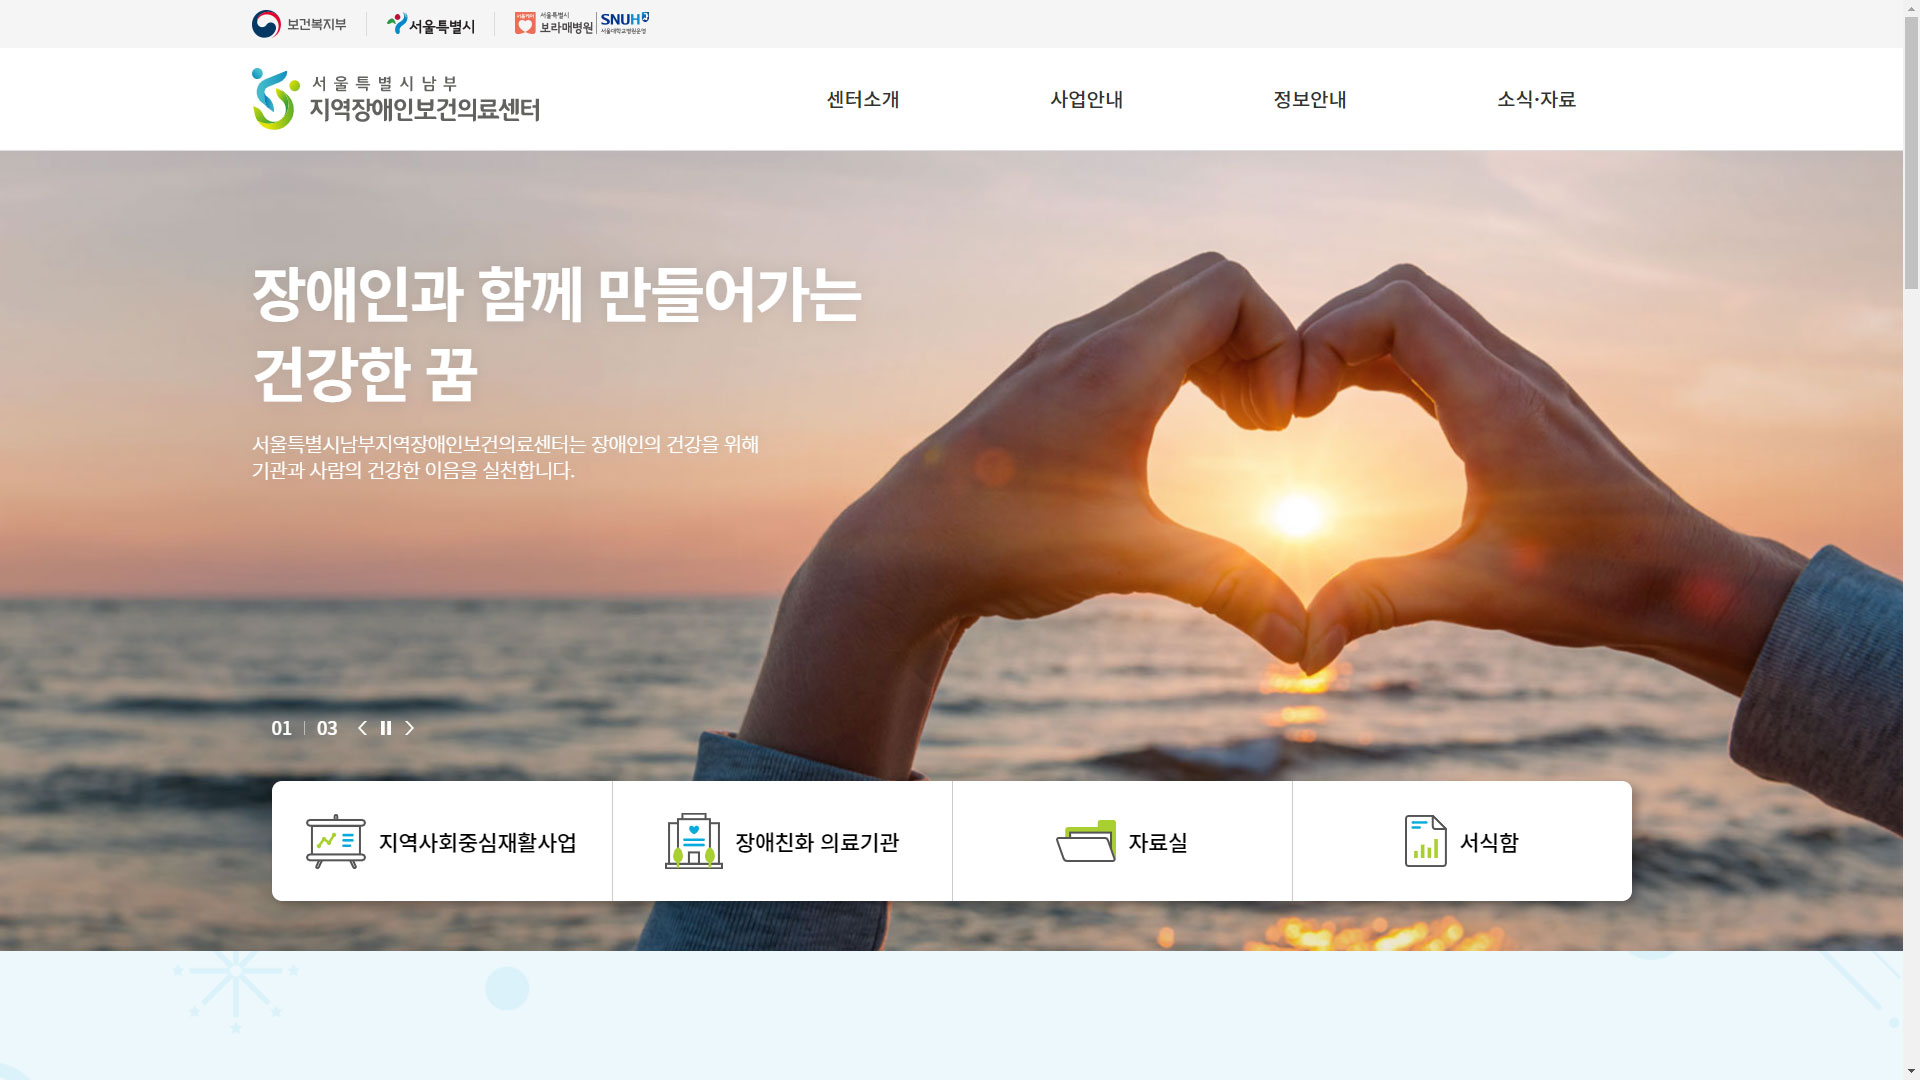 보건복지부
서울특별시
서울케어
서울특별시
보라매병원
SNUH
서울대학교병원운영
서울특별시남부
지역장애인보건의료센터
센터소개
사업안내
정보안내
소식·자료
장애인과 함께 만들어가는
건강한 꿈
서울특별시남부지역장애인보건의료센터는 장애인의 건강을 위해
기관과 사람의 건강한 이음을 실천합니다.
01 03
지역사회중심재활사업
장애친화 의료기관
자료실
서식함